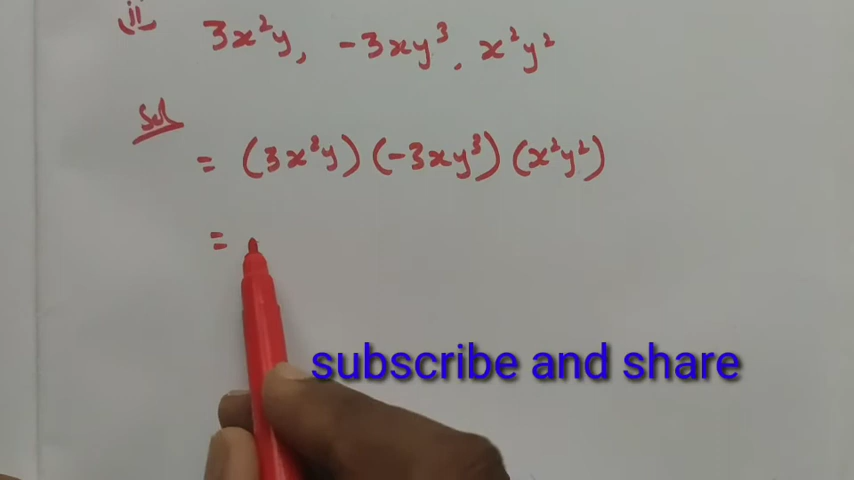 ii)
3x²y, -3xy³, x²y²
Sol
= (3x²y) (-3xy³) (x²y²)
=
subscribe and share